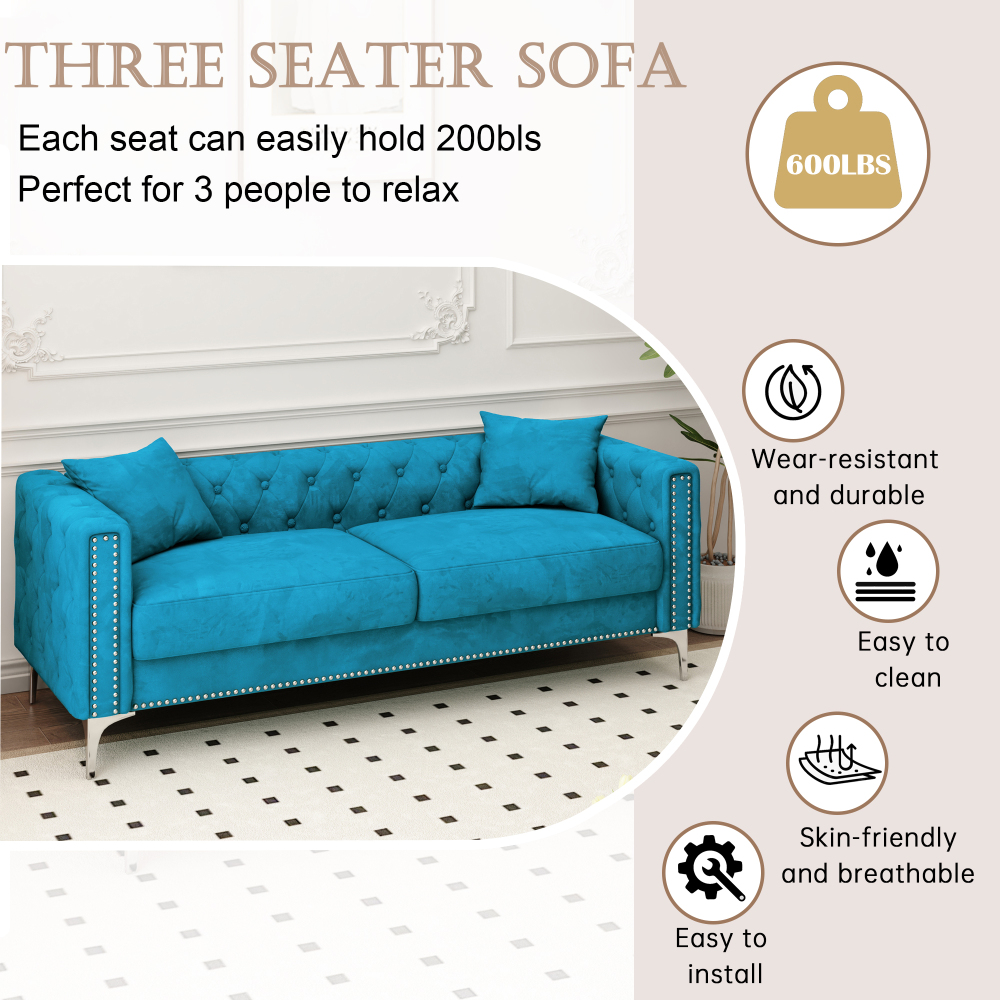 THREE SEATER SOFA
Each seat can easily hold 200bls
Perfect for 3 people to relax
600LBS
Wear-resistant
and durable
Easy to
clean
Skin-friendly
and breathable
Easy to
install